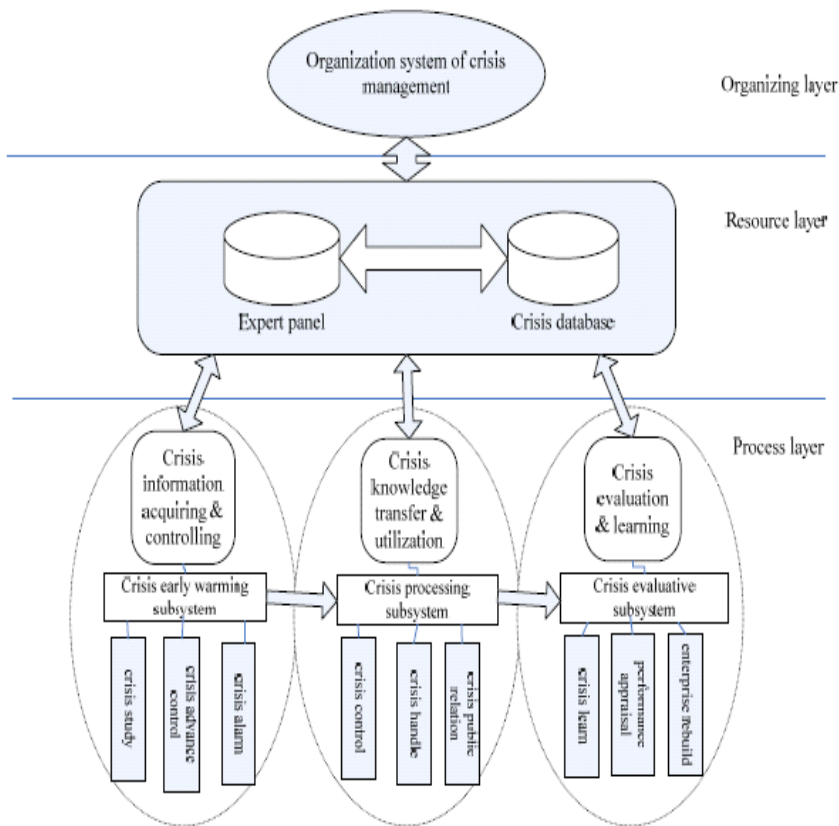 Organization system of crisis
management
Organizing layer
Resource layer
Expert panel
Crisis database
Process layer
Crisis
information
acquiring &
controlling
Crisis
knowledge
transfer &
utilization
Crisis
evaluation
& learning
Crisis early warming
subsystem
Crisis processing
subsystem
Crisis evaluative
subsystem
crisis study
crisis advance
control
crisis alarm
crisis control
crisis handle
crisis public
relation
crisis learn
performance
appraisal
enterprise rebuild